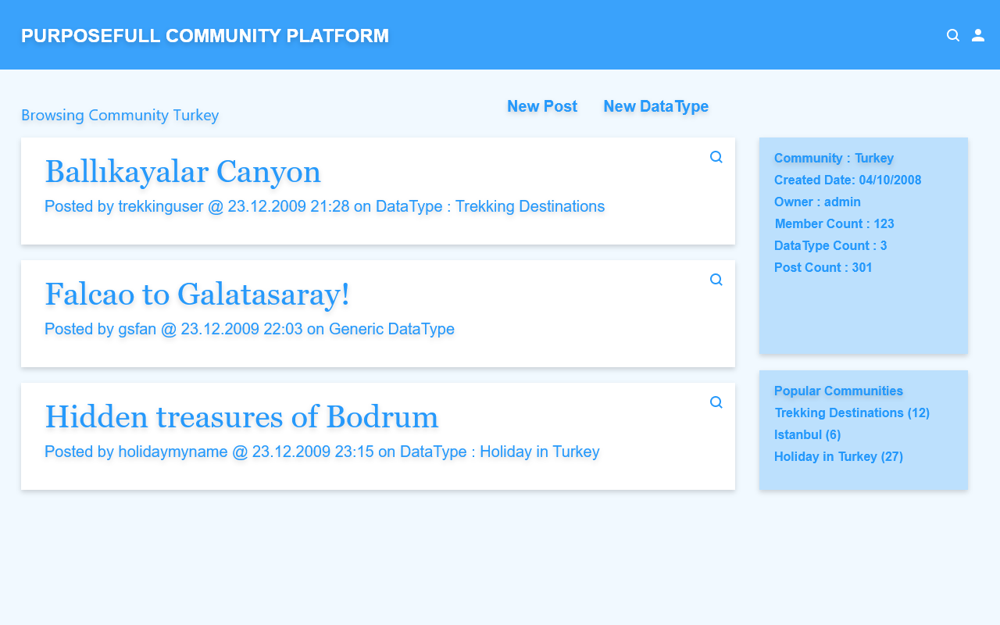 PURPOSEFULL COMMUNITY PLATFORM
Browsing Community Turkey
New Post
New DataType
Ballıkayalar Canyon
Posted by trekkinguser @ 23.12.2009 21:28 on DataType : Trekking Destinations
Falcao to Galatasaray!
Posted by gsfan @ 23.12.2009 22:03 on Generic DataType
Hidden treasures of Bodrum
Posted by holidaymyname @ 23.12.2009 23:15 on DataType : Holiday in Turkey
Community : Turkey
Created Date: 04/10/2008
Owner : admin
Member Count : 123
DataType Count : 3
Post Count : 301
Popular Communities
Trekking Destinations (12)
Istanbul (6)
Holiday in Turkey (27)